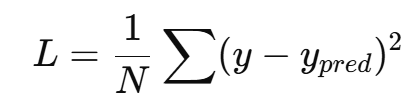 L = \frac{1}{N} \sum (y - y_{pred})^2